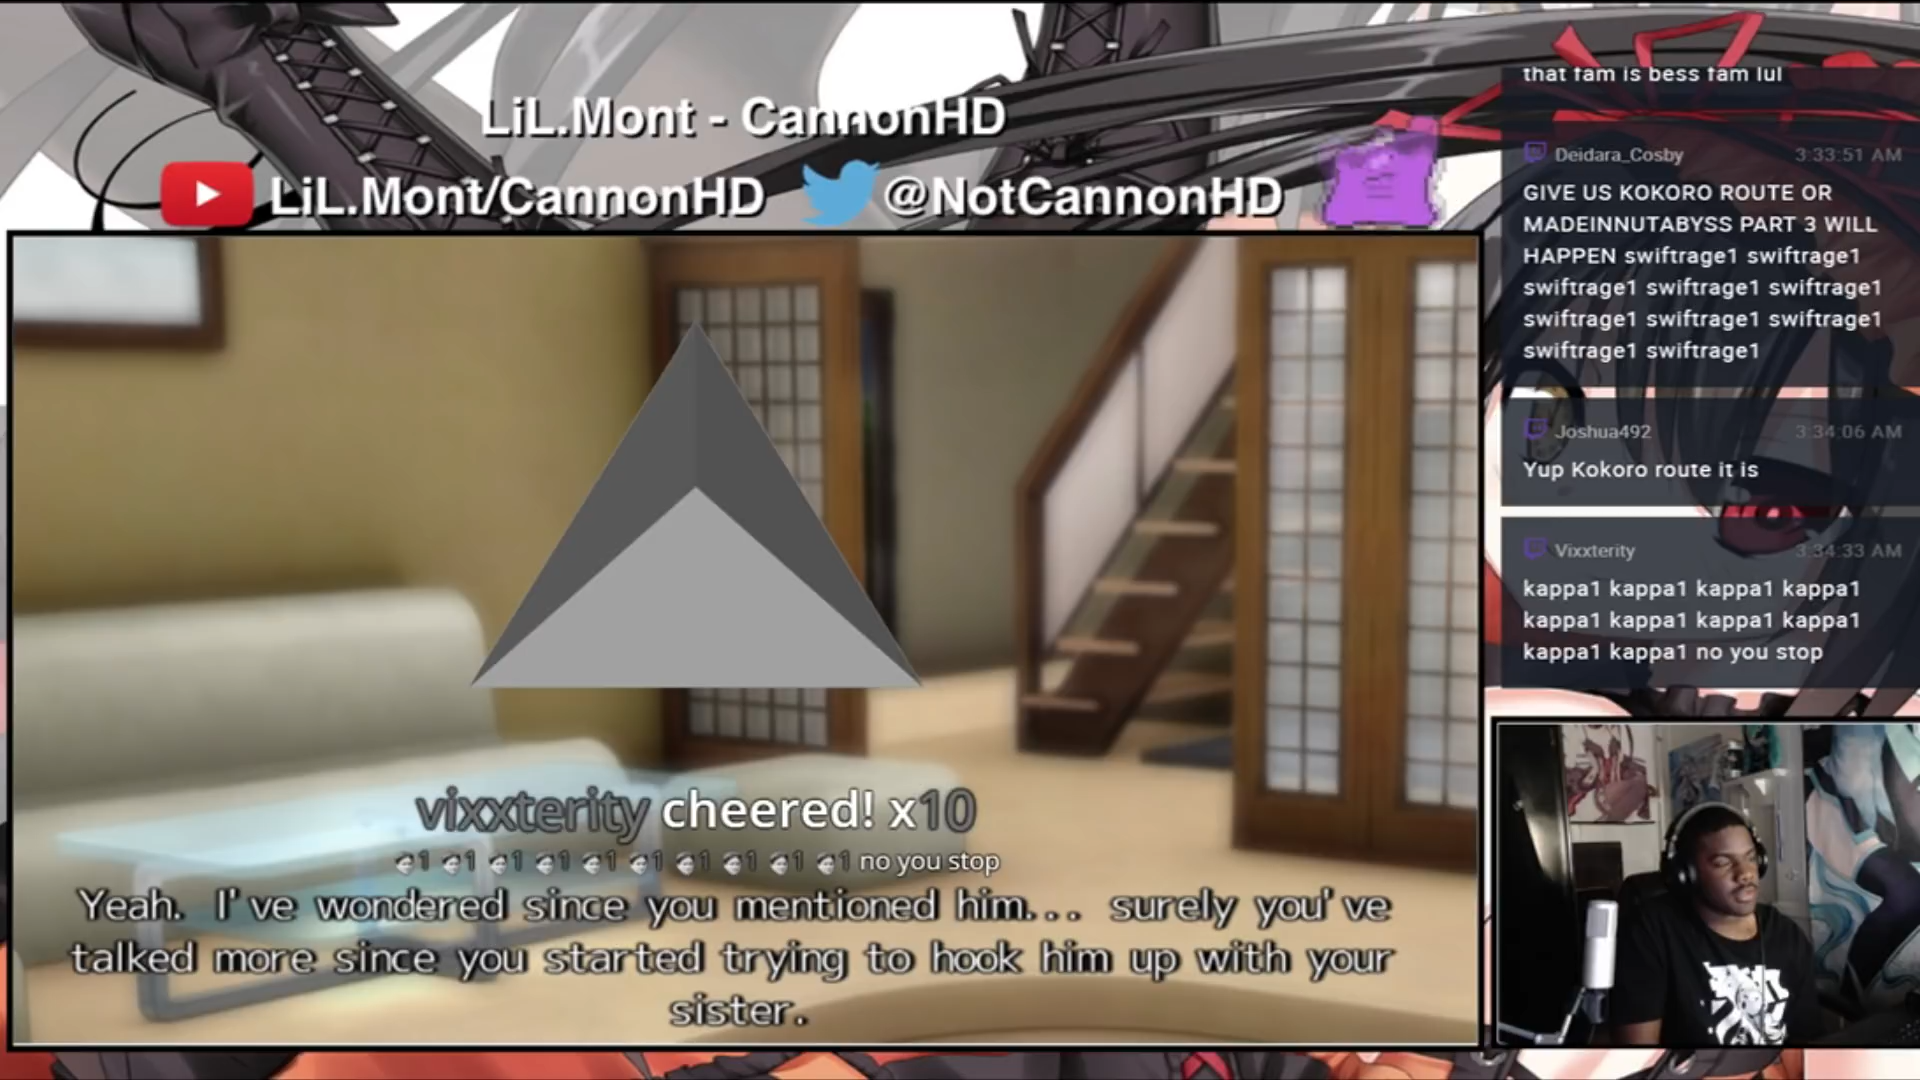 LiL.Mont - CannonHD
LiL.Mont/CannonHD
@NotCannonHD
that fam is bess fam lul
Deidara_Cosby 3:33:51 AM
GIVE US KOKORO ROUTE OR
MADEINNUTABYSS PART 3 WILL
HAPPEN swiftrage1 swiftrage1
swiftrage1 swiftrage1 swiftrage1
swiftrage1 swiftrage1 swiftrage1
swiftrage1 swiftrage1
Joshua492 3:34:06 AM
Yup Kokoro route it is
Vixxterity 3:34:33 AM
kappa1 kappa1 kappa1 kappa1
kappa1 kappa1 kappa1 kappa1
kappa1 kappa1 no you stop
vixxterity cheered! x10
1 1 1 1 1 1 1 1 1 1 no you stop
Yeah. I've wondered since you mentioned him... surely you've
talked more since you started trying to hook him up with your
sister.